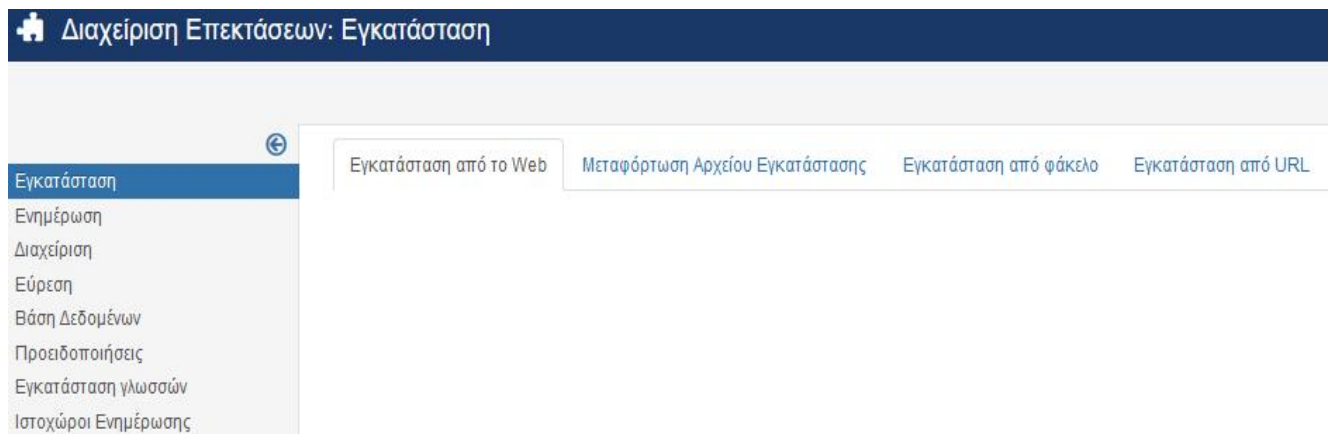 Διαχείριση Επεκτάσεων: Εγκατάσταση
Εγκατάσταση από το Web Μεταφόρτωση Αρχείου Εγκατάστασης Εγκατάσταση από φάκελο Εγκατάσταση από URL
Εγκατάσταση
Ενημέρωση
Διαχείριση
Εύρεση
Βάση Δεδομένων
Προειδοποιήσεις
Εγκατάσταση γλωσσών
Ιστοχώροι Ενημέρωσης